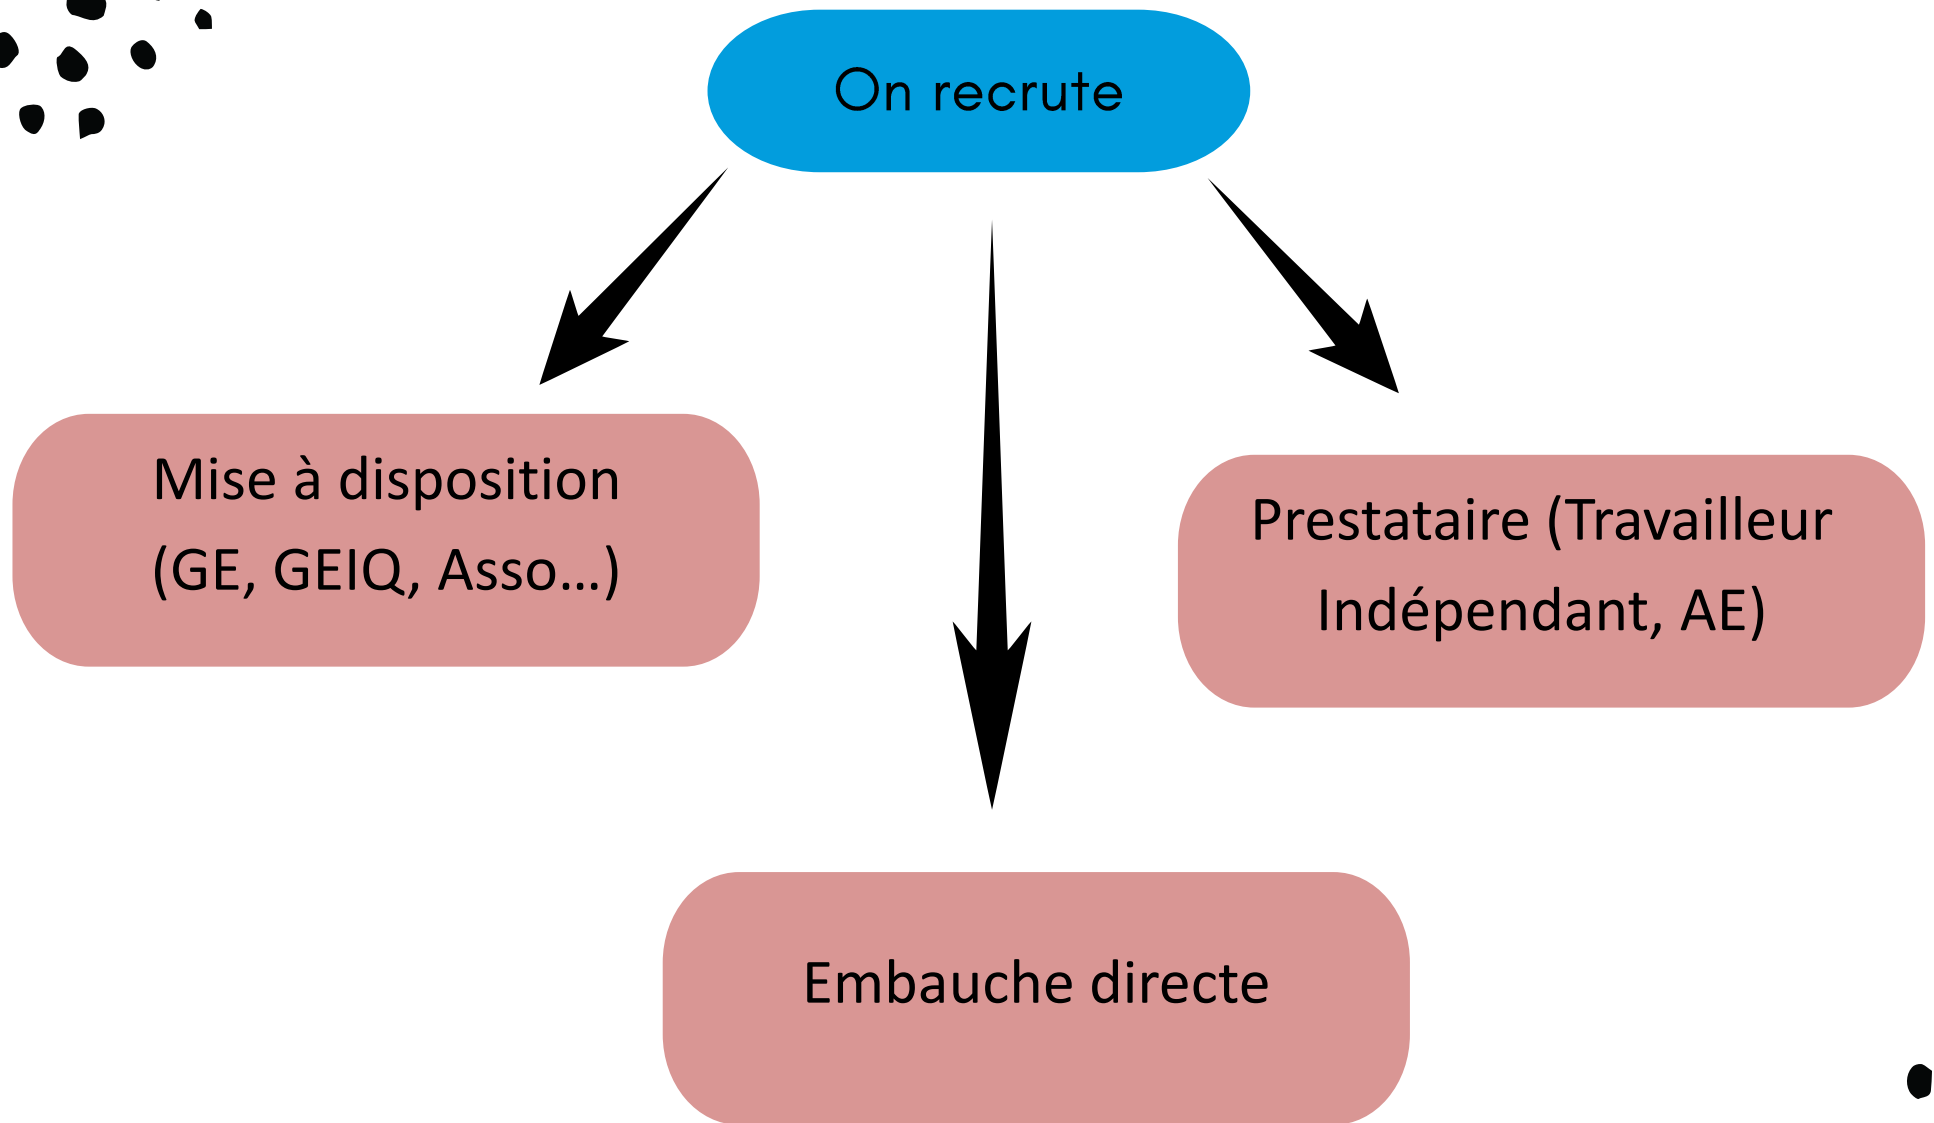 On recrute
Mise à disposition
(GE, GEIQ, Asso…)
Prestataire (Travailleur
Indépendant, AE)
Embauche directe